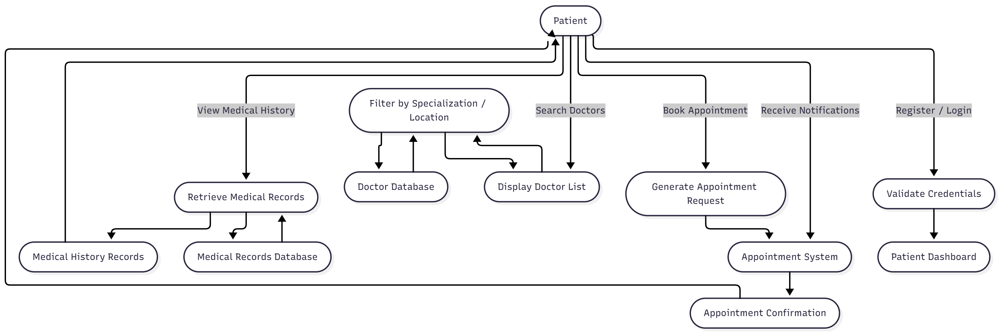 Patient
View Medical History
Filter by Specialization /
Location
Search Doctors
Book Appointment
Receive Notifications
Register / Login
Retrieve Medical Records
Doctor Database
Display Doctor List
Generate Appointment
Request
Validate Credentials
Medical History Records
Medical Records Database
Appointment System
Patient Dashboard
Appointment Confirmation